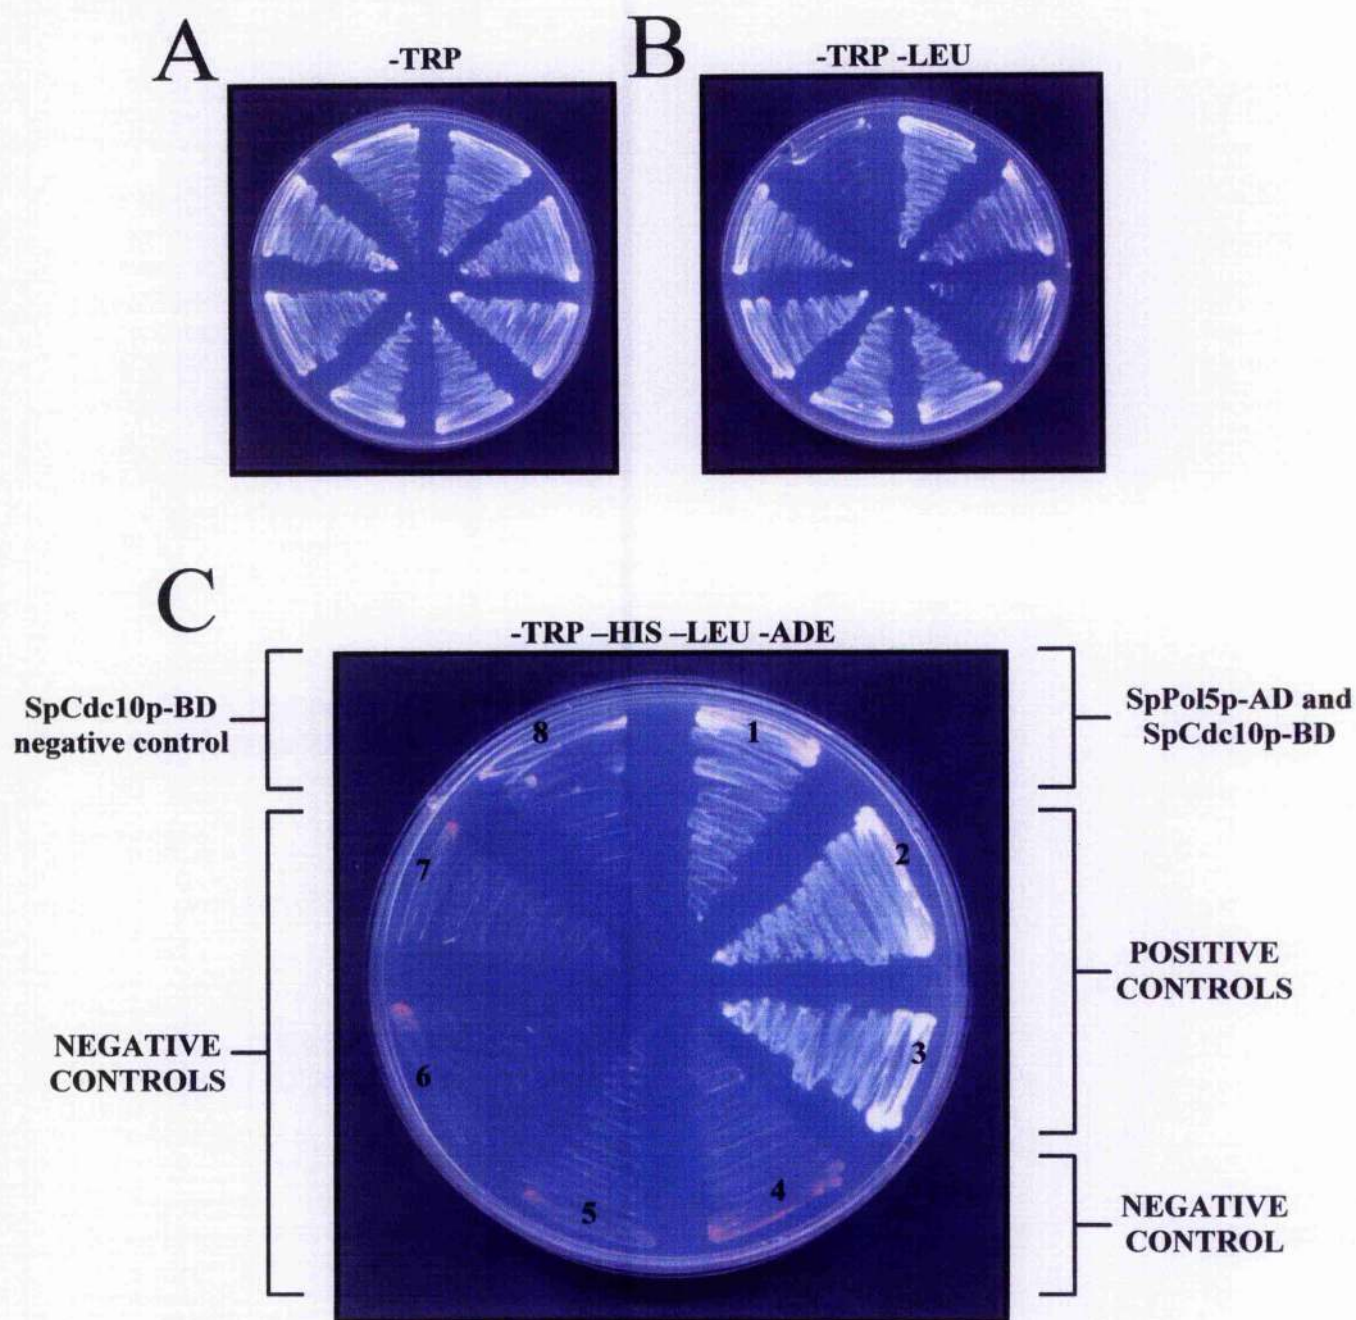 A
-TRP
B
-TRP -LEU
C
-TRP –HIS –LEU -ADE
SpCdc10p-BD
negative control
SpPol5p-AD and
SpCdc10p-BD
8
1
7
2
POSITIVE
CONTROLS
NEGATIVE
CONTROLS
6
3
5
4
NEGATIVE
CONTROL